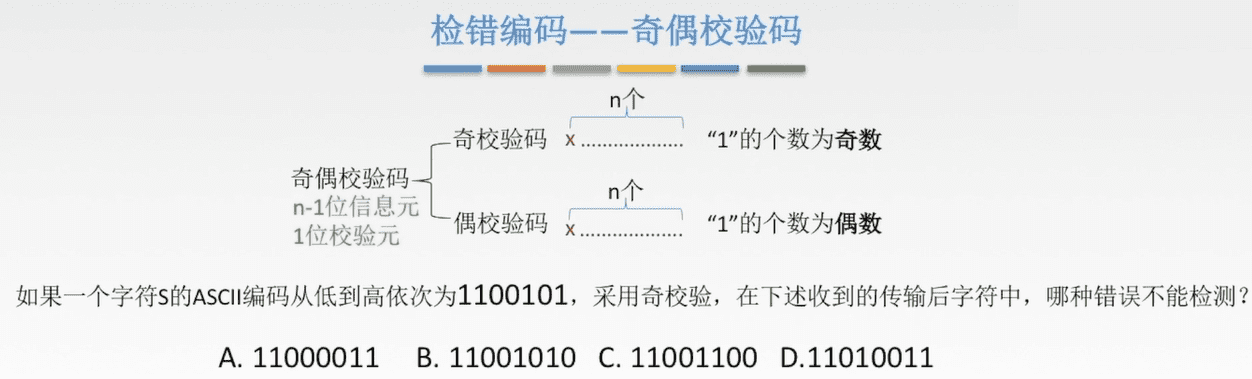 检错编码——奇偶校验码
n个
奇校验码 x ................... “1”的个数为奇数
奇偶校验码
n-1位信息元
1位校验元
n个
偶校验码 x ................... “1”的个数为偶数
如果一个字符S的ASCII编码从低到高依次为1100101，采用奇校验，在下述收到的传输后字符中，哪种错误不能检测？
A. 11000011 B. 11001010 C. 11001100 D.11010011